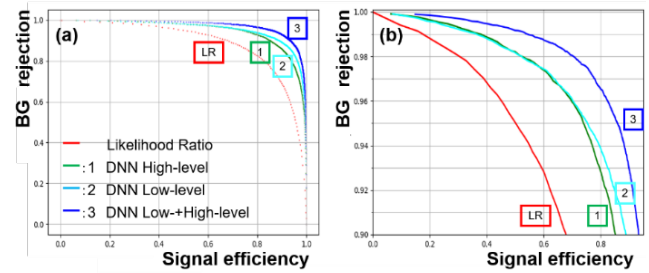 (a)
3
LR
1
2
Likelihood Ratio
:1 DNN High-level
:2 DNN Low-level
:3 DNN Low-+High-level
BG rejection
1.0
0.8
0.6
0.4
0.2
0.0
0.0 0.2 0.4 0.6 0.8 1.0
Signal efficiency
(b)
3
2
LR
1
BG rejection
1.00
0.98
0.96
0.94
0.92
0.90
0.0 0.2 0.4 0.6 0.8
Signal efficiency